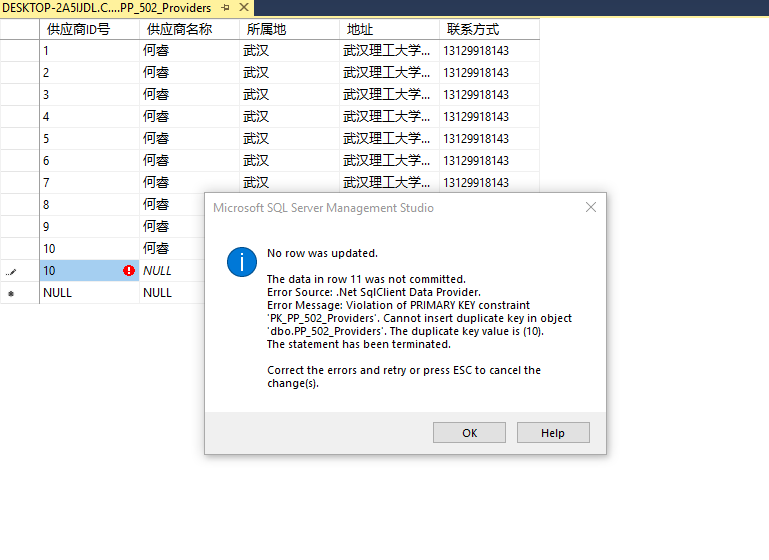 DESKTOP-2A5IJDL.C....PP_502_Providers
供应商ID号 供应商名称 所属地 地址 联系方式
1 何睿 武汉 武汉理工大学... 13129918143
2 何睿 武汉 武汉理工大学... 13129918143
3 何睿 武汉 武汉理工大学... 13129918143
4 何睿 武汉 武汉理工大学... 13129918143
5 何睿 武汉 武汉理工大学... 13129918143
6 何睿 武汉 武汉理工大学... 13129918143
7 何睿 武汉 武汉理工大学... 13129918143
8 何睿
9 何睿
10 何睿
10 NULL
NULL NULL
Microsoft SQL Server Management Studio
No row was updated.
The data in row 11 was not committed.
Error Source: .Net SqlClient Data Provider.
Error Message: Violation of PRIMARY KEY constraint
'PK_PP_502_Providers'. Cannot insert duplicate key in object
'dbo.PP_502_Providers'. The duplicate key value is (10).
The statement has been terminated.
Correct the errors and retry or press ESC to cancel the
change(s).
OK Help